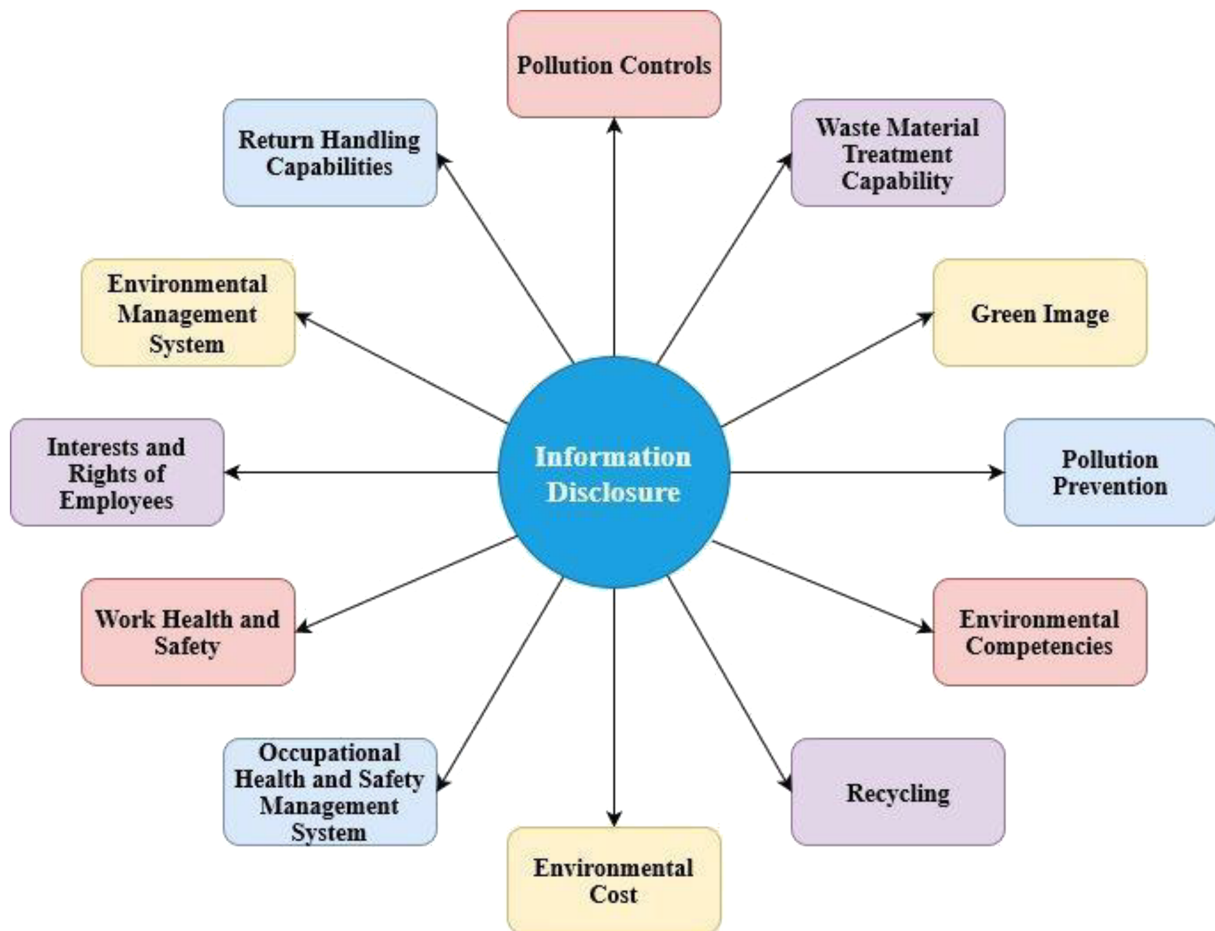 Pollution Controls
Waste Material
Treatment
Capability
Return Handling
Capabilities
Environmental
Management
System
Green Image
Interests and
Rights of
Employees
Information
Disclosure
Pollution
Prevention
Work Health and
Safety
Environmental
Competencies
Occupational
Health and Safety
Management
System
Recycling
Environmental
Cost